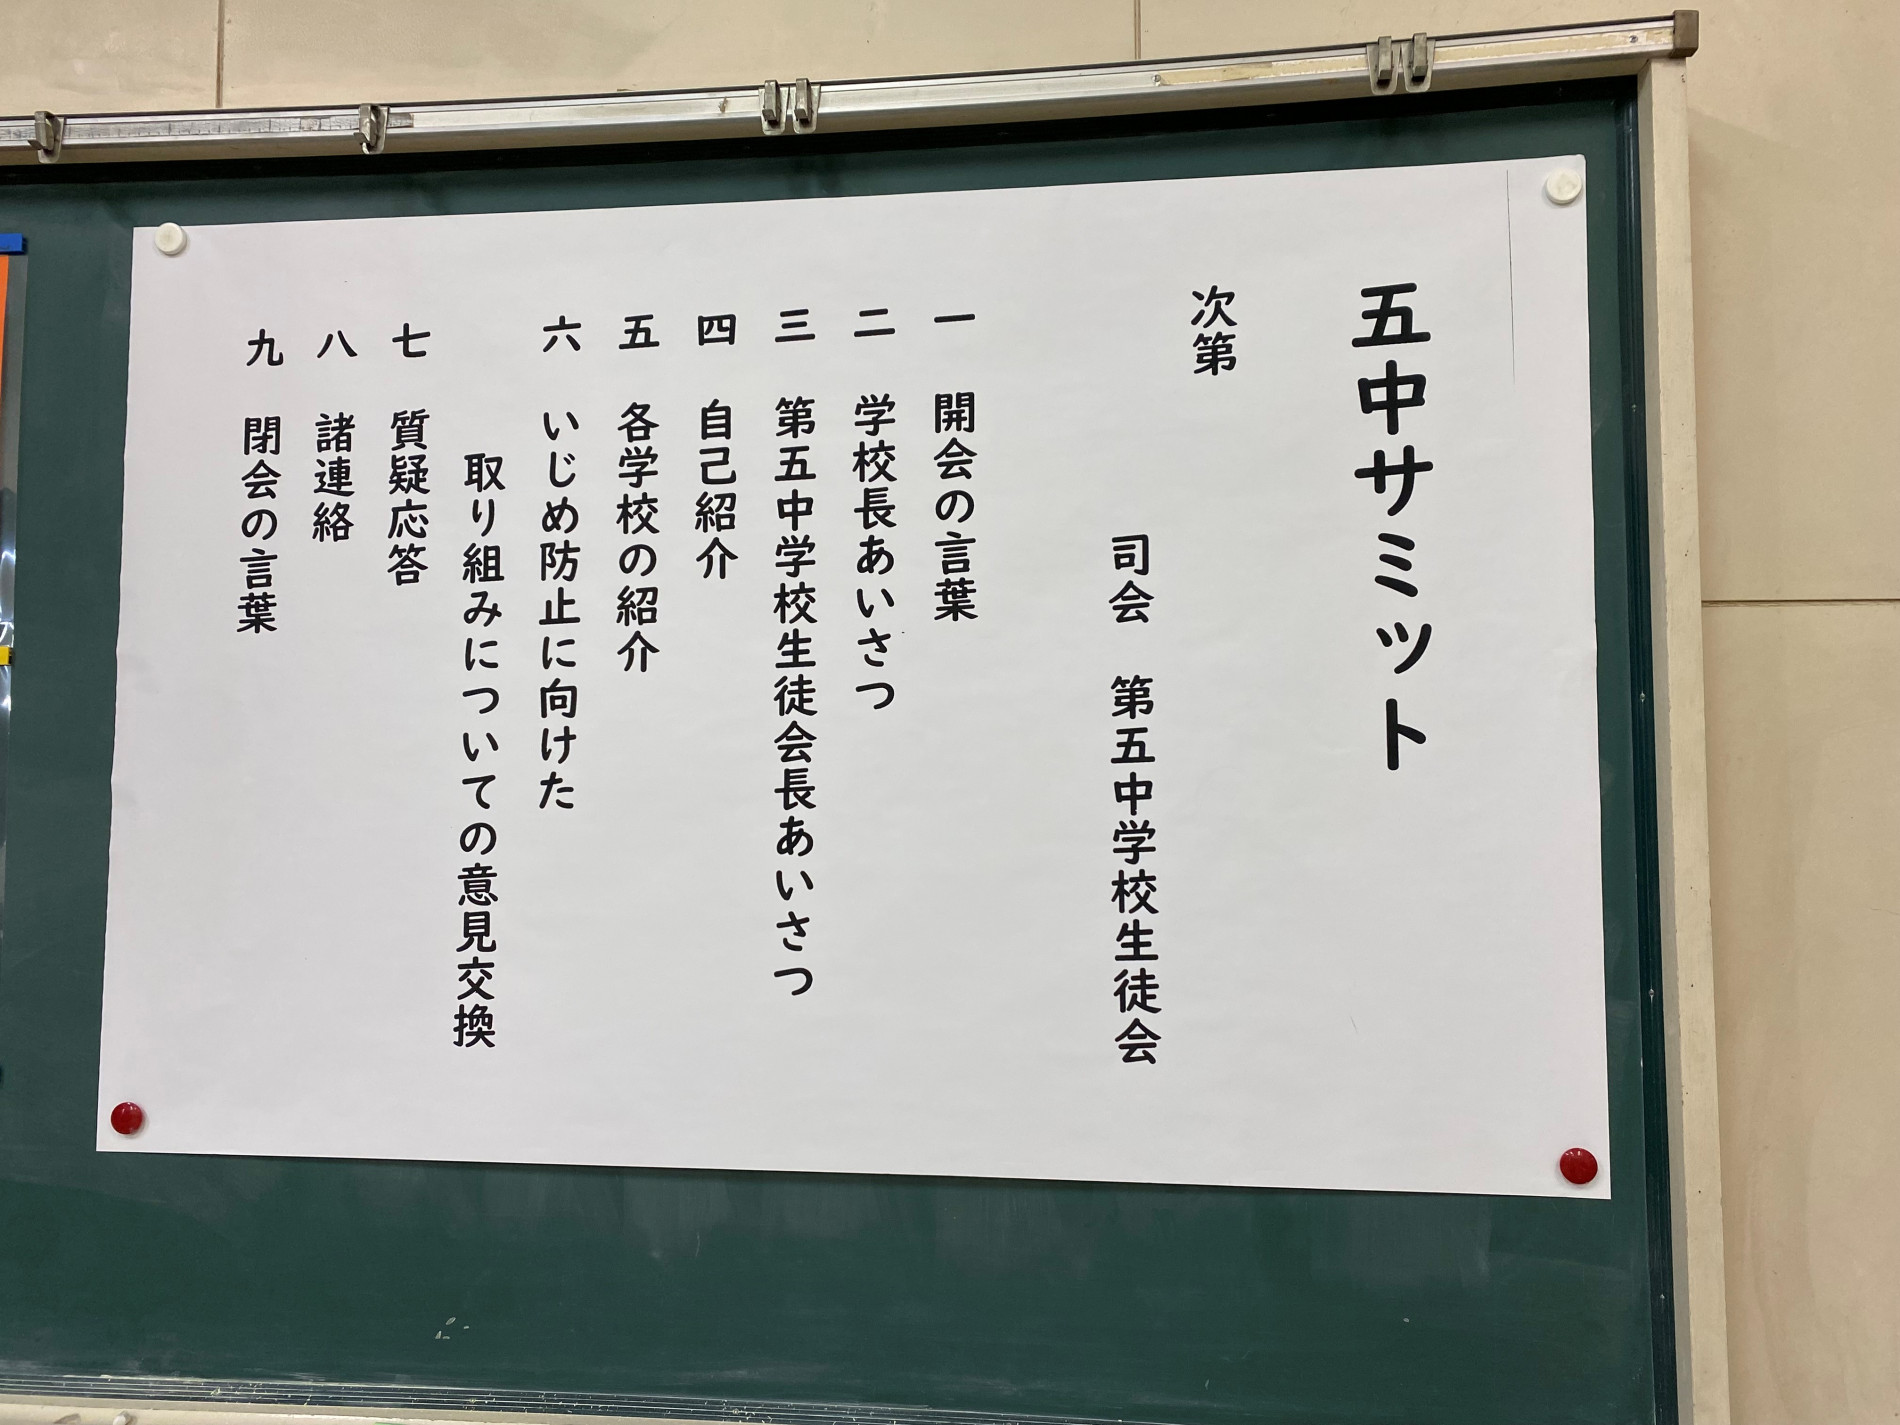 五中サミット
次第
司会　第五中学校生徒会
一　開会の言葉
二　学校長あいさつ
三　第五中学校生徒会長あいさつ
四　自己紹介
五　各学校の紹介
六　いじめ防止に向けた
取り組みについての意見交換
七　質疑応答
八　諸連絡
九　閉会の言葉